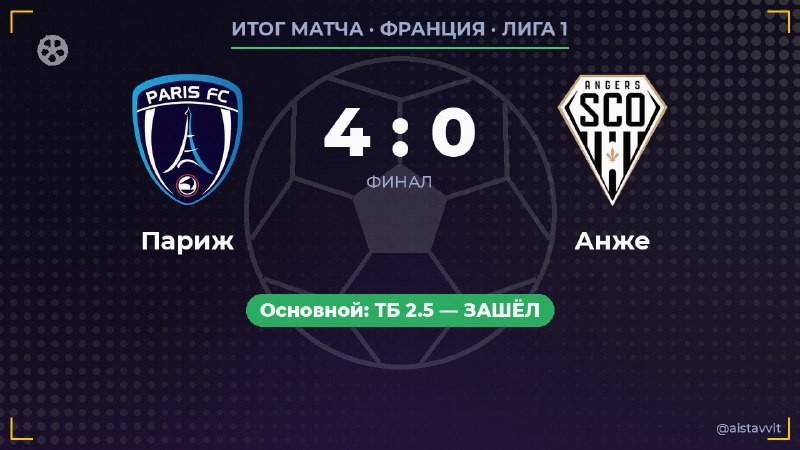 ИТОГ МАТЧА · ФРАНЦИЯ · ЛИГА 1
PARIS FC
ANGERS
SCO
4 : 0
ФИНАЛ
Париж
Анже
Основной: ТБ 2.5 — ЗАШЁЛ
@aistavvit